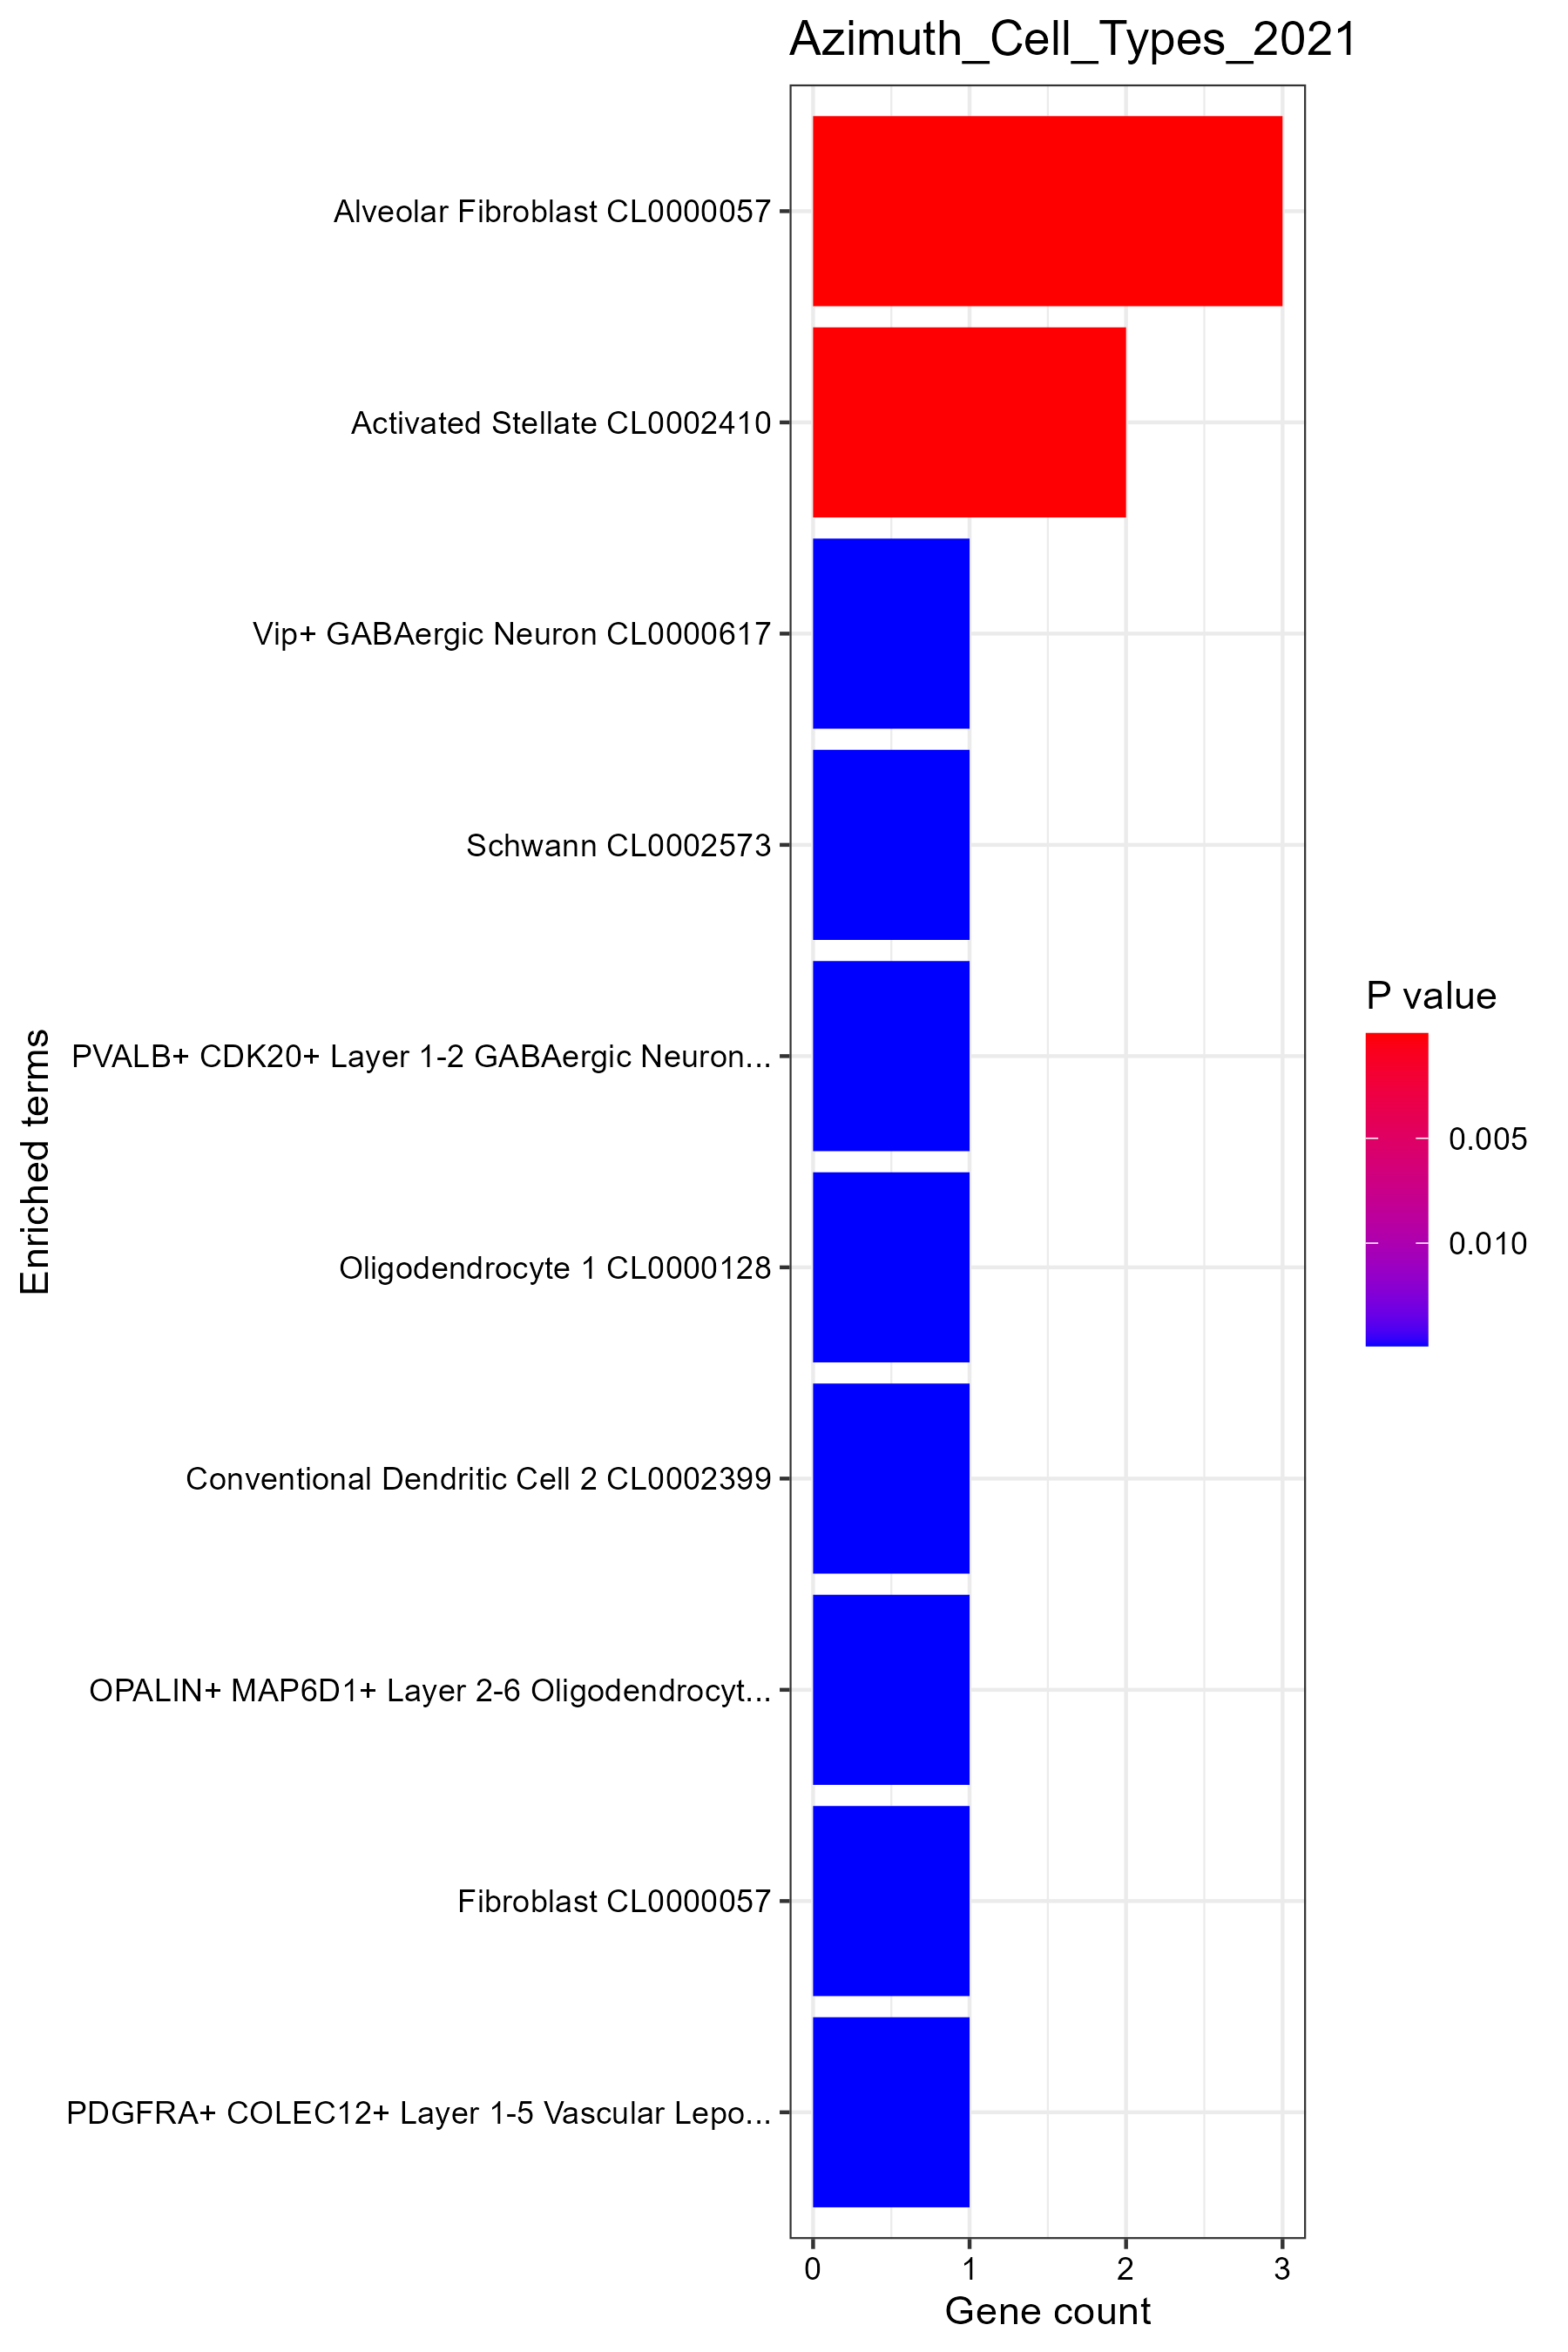 Azimuth_Cell_Types_2021
Alveolar Fibroblast CL0000057
Activated Stellate CL0002410
Vip+ GABAergic Neuron CL0000617
Schwann CL0002573
PVALB+ CDK20+ Layer 1-2 GABAergic Neuron...
Oligodendrocyte 1 CL0000128
Conventional Dendritic Cell 2 CL0002399
OPALIN+ MAP6D1+ Layer 2-6 Oligodendrocyt...
Fibroblast CL0000057
PDGFRA+ COLEC12+ Layer 1-5 Vascular Lepo...
Enriched terms
0 1 2 3
Gene count
P value
0.005
0.010